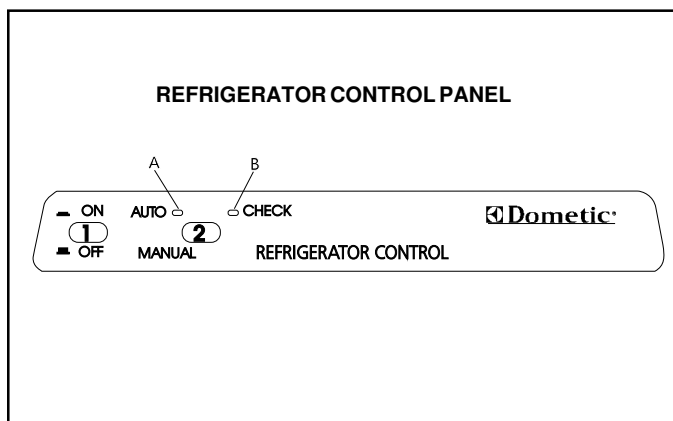 REFRIGERATOR CONTROL PANEL
A B
ON AUTO CHECK Dometic®
1 2
OFF MANUAL REFRIGERATOR CONTROL